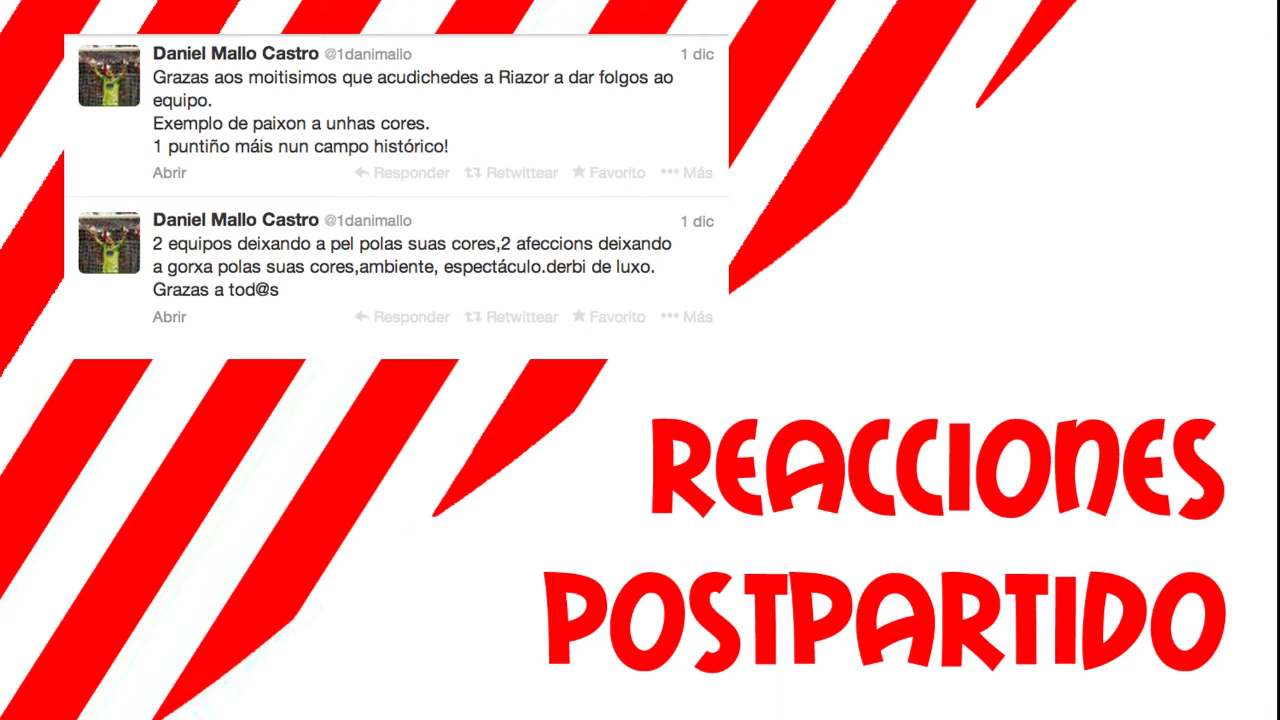 Daniel Mallo Castro @1danimallo 1 dic
Grazas aos moitisimos que acudichedes a Riazor a dar folgos ao
equipo.
Exemplo de paixon a unhas cores.
1 puntiño máis nun campo histórico!
Abrir Responder Retwittear Favorito Más
Daniel Mallo Castro @1danimallo 1 dic
2 equipos deixando a pel polas suas cores,2 afeccions deixando
a gorxa polas suas cores,ambiente, espectáculo.derbi de luxo.
Grazas a tod@s
Abrir Responder Retwittear Favorito Más
REACCIONES
POSTPARTIDO